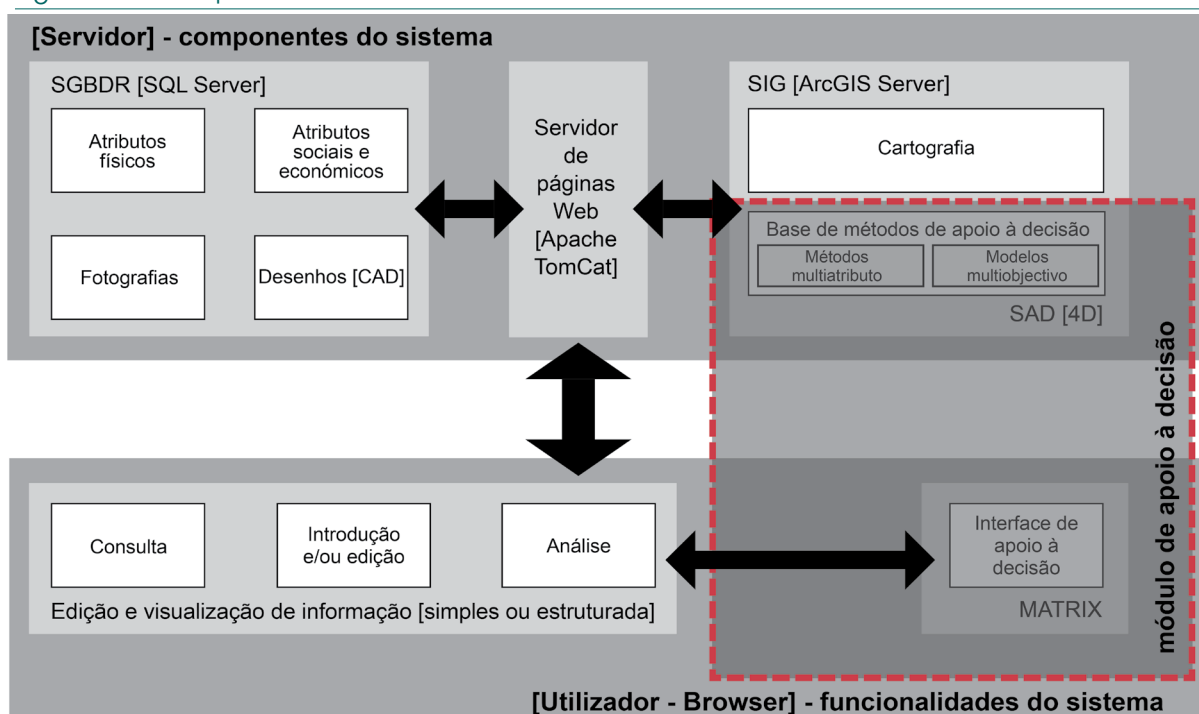 [Servidor] - componentes do sistema
SGBDR [SQL Server]
Atributos
físicos
Atributos
sociais e
económicos
Fotografias
Desenhos [CAD]
Servidor
de
páginas
Web
[Apache
TomCat]
SIG [ArcGIS Server]
Cartografia
Base de métodos de apoio à decisão
Métodos
multiatributo
Modelos
multiobjectivo
SAD [4D]
módulo de apoio à decisão
Consulta
Introdução
e/ou edição
Análise
Edição e visualização de informação [simples ou estruturada]
Interface de
apoio à
decisão
MATRIX
[Utilizador - Browser] - funcionalidades do sistema